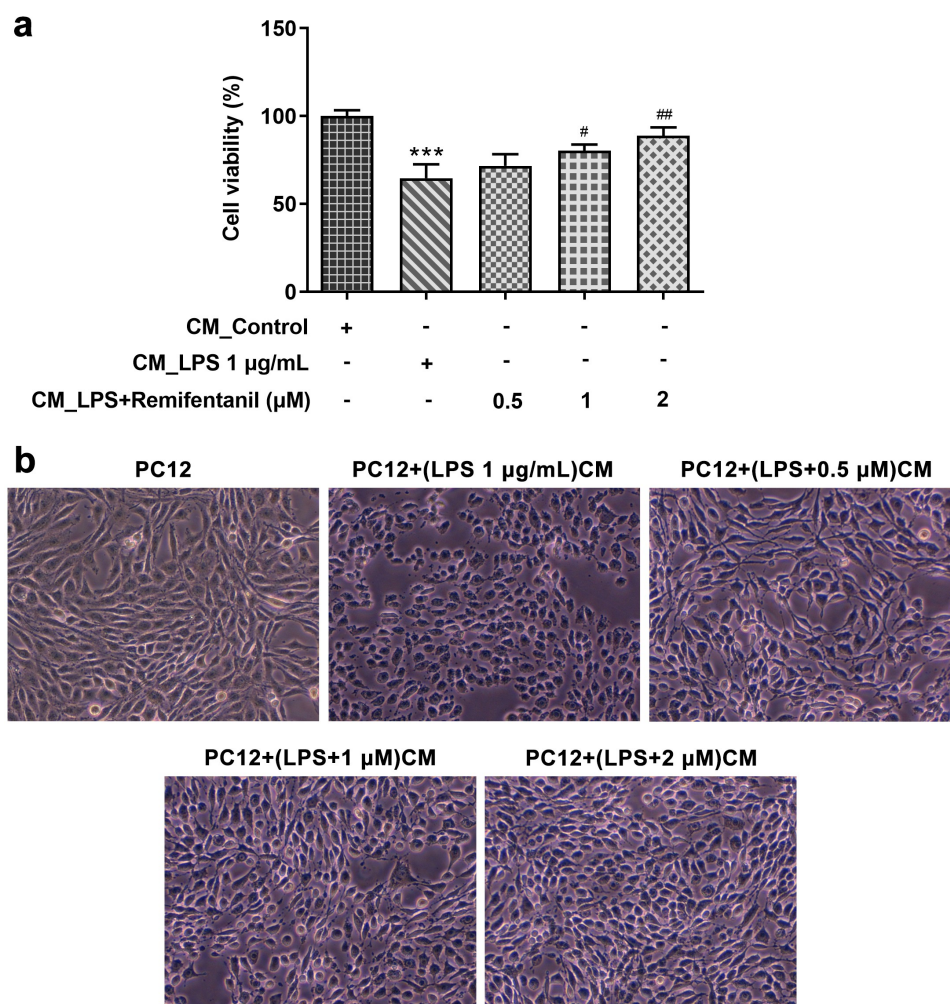 a
150
100
50
0
Cell viability (%)
***
#
##
CM_Control + - - - -
CM_LPS 1 µg/mL - + - - -
CM_LPS+Remifentanil (µM) - - 0.5 1 2
b
PC12 PC12+(LPS 1 µg/mL)CM PC12+(LPS+0.5 µM)CM
PC12+(LPS+1 µM)CM PC12+(LPS+2 µM)CM